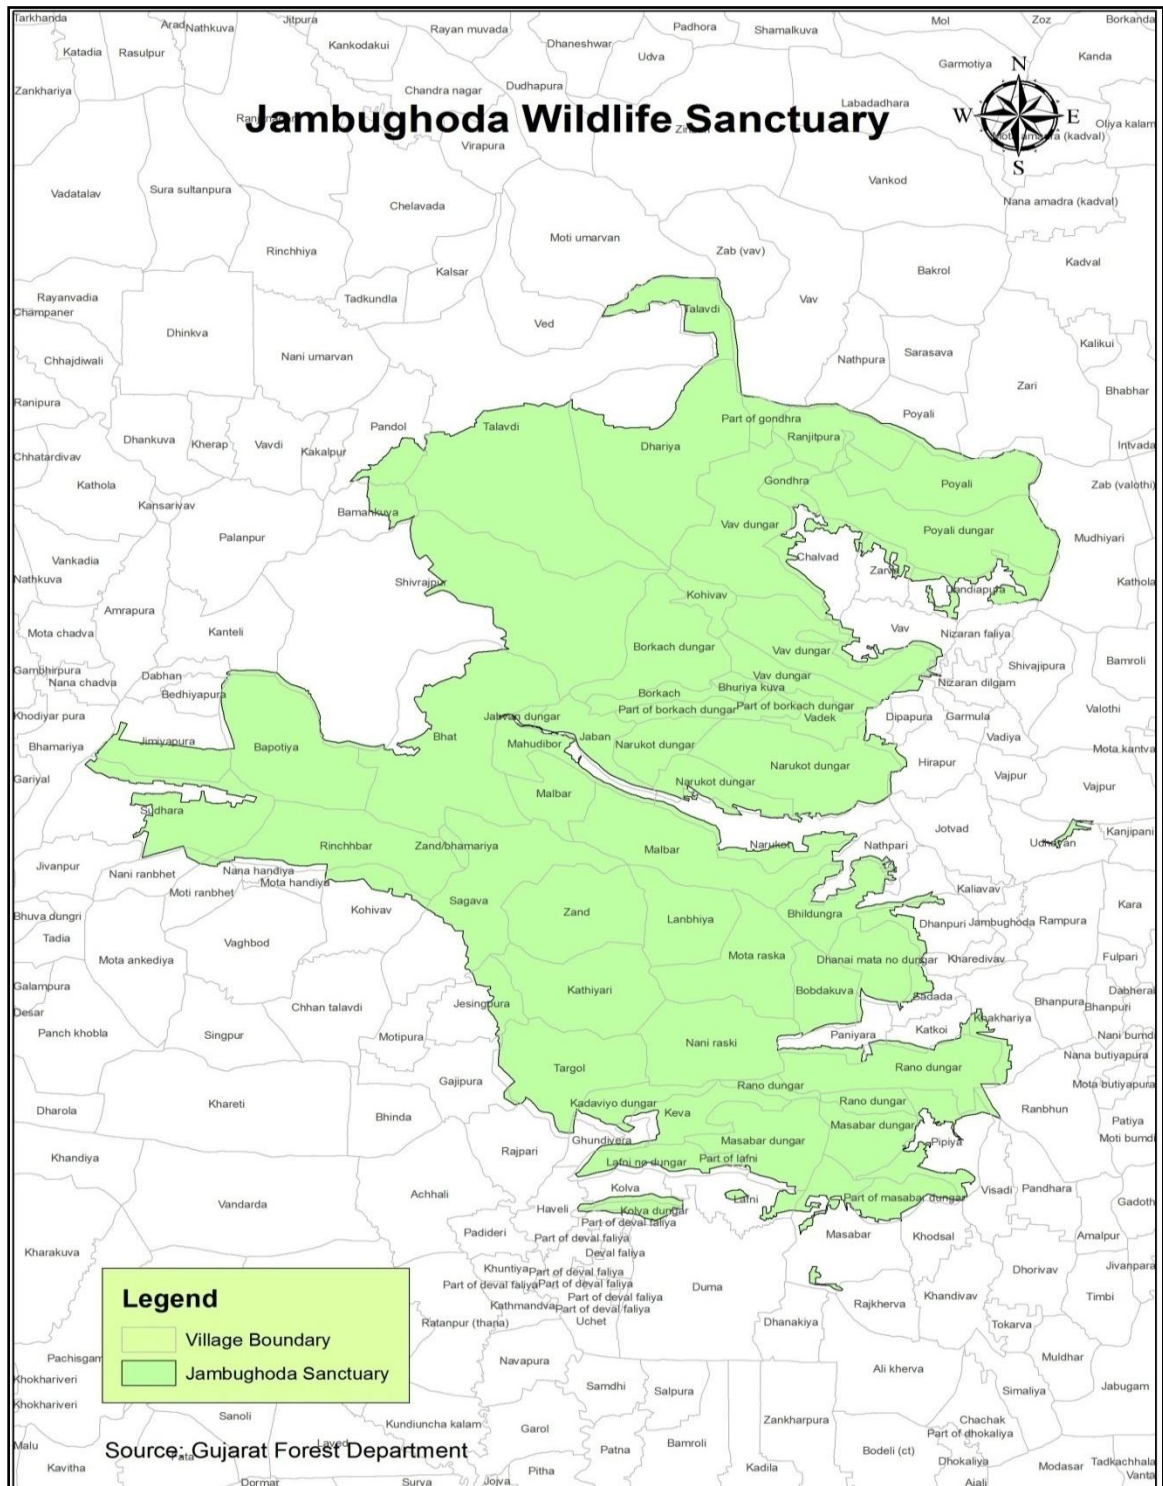 Tarkhanda
Arad
Nathkuva
Jitpura
Rayan muvada
Padhora
Shamalkuva
Mol
Zoz
Borkanda
Katadia
Rasulpur
Kankodakui
Dhaneshwar
Udva
Garmotiya
Kanda
Zankhariya
Chandra nagar
Dudhapura
Labadadhara
N
W
E
S
Jambughoda Wildlife Sanctuary
Oliya kalam
Virapura
Vadatalav
Sura sultanpura
Chelavada
Vankod
Nana amadra (kadval)
Moti umarvan
Zab (vav)
Rinchhiya
Kalsar
Bakrol
Kadval
Rayanvadia
Champaner
Tadkundla
Talavdi
Vav
Dhinkva
Ved
Chhajdiwali
Nani umarvan
Nathpura
Sarasava
Kalikui
Zari
Bhabhar
Ranipura
Poyali
Dhankuva
Kherap
Vavdi
Kakalpur
Pandol
Talavdi
Dhariya
Part of gondhra
Ranjitpura
Intvada
Chhatardivav
Kathola
Gondhra
Poyali
Zab (valothi)
Kansarivav
Bamankuva
Palanpur
Vav dungar
Poyali dungar
Mudhiyari
Vankadia
Nathkuva
Chalvad
Shivrajpur
Dandiapura
Kathola
Amrapura
Kohivav
Mota chadva
Kanteli
Vav
Nizaran faliya
Borkach dungar
Vav dungar
Shivajipura
Bamroli
Gambhirpura
Nana chadva
Dabhan
Bedhiyapura
Vav dungar
Bhuriya kuva
Nizaran dilgam
Borkach
Part of borkach dungar
Part of borkach dungar
Valothi
Khodiyar pura
Jabvan dungar
Vadek
Dipapura
Garmula
Bhamariya
Jimiyapura
Bapotiya
Bhat
Mahudibor
Jaban
Narukot dungar
Vadiya
Mota kantva
Gariyal
Narukot dungar
Narukot dungar
Hirapur
Vajpur
Vajpur
Malbar
Sudhara
Jotvad
Kanjipani
Rinchhbar
Zand/bhamariya
Malbar
Narukot
Nathpari
Udhavan
Jivanpur
Nani ranbhet
Nana handiya
Mota handiya
Moti ranbhet
Kaliavav
Kohivav
Sagava
Zand
Lanbhiya
Bhildungra
Kara
Bhuva dungri
Dhanpuri
Jambughoda
Rampura
Tadia
Vaghbod
Mota ankediya
Mota raska
Dhanai mata no dungar
Kharedivav
Fulpari
Galampura
Kathiyari
Bobdakuva
Sadada
Dabherai
Desar
Chhan talavdi
Jesingpura
Bhanpura
Bhanpuri
Khakhariya
Panch khobla
Singpur
Motipura
Nani raski
Paniyara
Katkoi
Nani bumdi
Nana butiyapura
Targol
Rano dungar
Gajipura
Rano dungar
Mota butiyapura
Dharola
Khareti
Bhinda
Kadaviyo dungar
Keva
Rano dungar
Ranbhun
Masabar dungar
Patiya
Rajpari
Ghundivera
Masabar dungar
Pipiya
Moti bumdi
Khandiya
Lafni no dungar
Part of lafni
Achhali
Kolva
Visadi
Pandhara
Vandarda
Haveli
Kolva dungar
Lafni
Part of masabar dungar
Gadoth
Part of deval faliya
Padideri
Part of deval faliya
Masabar
Khodsal
Amalpur
Kharakuva
Deval faliya
Khuntiya
Part of deval faliya
Dhorivav
Jivanpara
Part of deval faliya
Part of deval faliya
Duma
Part of deval faliya
Khandivav
Timbi
Kathmandva
Part of deval faliya
Rajkherva
Ratanpur (thana)
Uchet
Dhanakiya
Tokarva
Legend
Village Boundary
Jambughoda Sanctuary
Pachisgam
Navapura
Muldhar
Khokhariveri
Ali kherva
Samdhi
Salpura
Simaliya
Jabugam
Khokhariveri
Sanoli
Kundiuncha kalam
Garol
Zankharpura
Chachak
Part of dhokaliya
Malu
Source: Gujarat Forest Department
Patna
Bamroli
Bodeli (ct)
Dhokaliya
Tadkachhala
Kavitha
Pitha
Kadila
Modasar
Vanta
Dormar
Surya
Jojva
Ajali